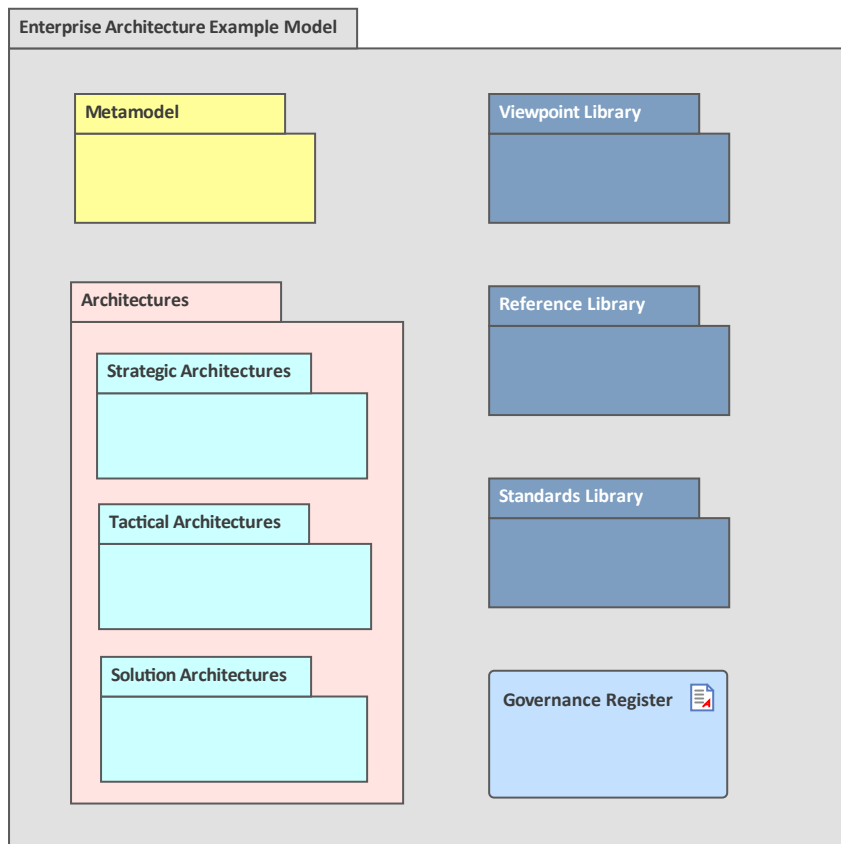 Enterprise Architecture Example Model
Metamodel
Viewpoint Library
Architectures
Reference Library
Strategic Architectures
Tactical Architectures
Standards Library
Solution Architectures
Governance Register